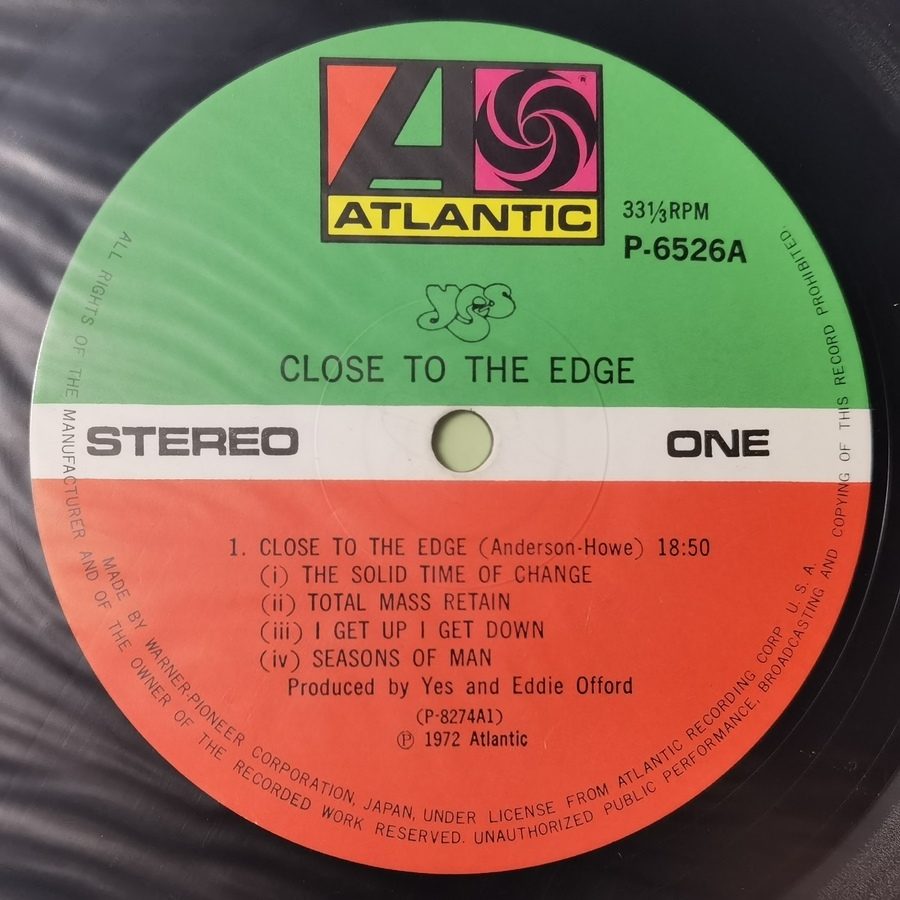 ATLANTIC
®
33⅓RPM
P-6526A
yes
CLOSE TO THE EDGE
STEREO
ONE
1. CLOSE TO THE EDGE (Anderson-Howe) 18:50
(i) THE SOLID TIME OF CHANGE
(ii) TOTAL MASS RETAIN
(iii) I GET UP I GET DOWN
(iv) SEASONS OF MAN
Produced by Yes and Eddie Offord
(P-8274A1)
Ⓟ 1972 Atlantic
MADE BY WARNER-PIONEER CORPORATION, JAPAN, UNDER LICENSE FROM ATLANTIC RECORDING CORP. U. S. A.
ALL RIGHTS OF THE MANUFACTURER AND OF THE OWNER OF THE RECORDED WORK RESERVED. UNAUTHORIZED PUBLIC PERFORMANCE, BROADCASTING AND COPYING OF THIS RECORD PROHIBITED.